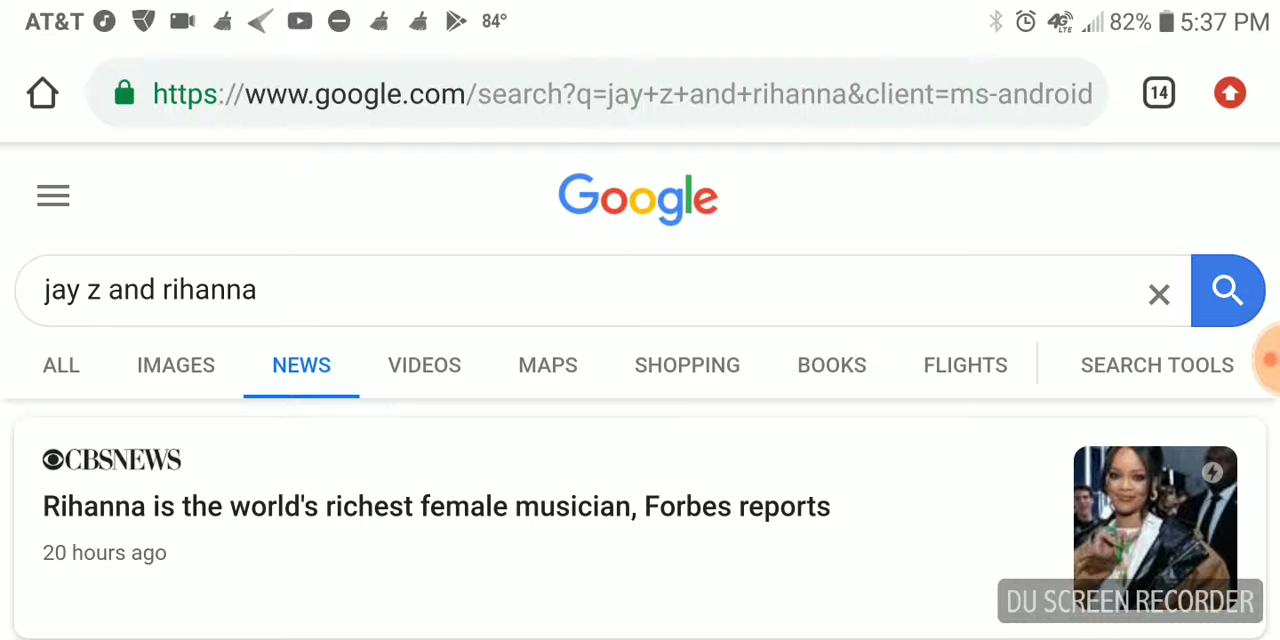 AT&T 84° 4G LTE 82% 5:37 PM
https://www.google.com/search?q=jay+z+and+rihanna&client=ms-android 14
Google
jay z and rihanna
ALL IMAGES NEWS VIDEOS MAPS SHOPPING BOOKS FLIGHTS SEARCH TOOLS
CBSNEWS
Rihanna is the world's richest female musician, Forbes reports
20 hours ago
DU SCREEN RECORDER